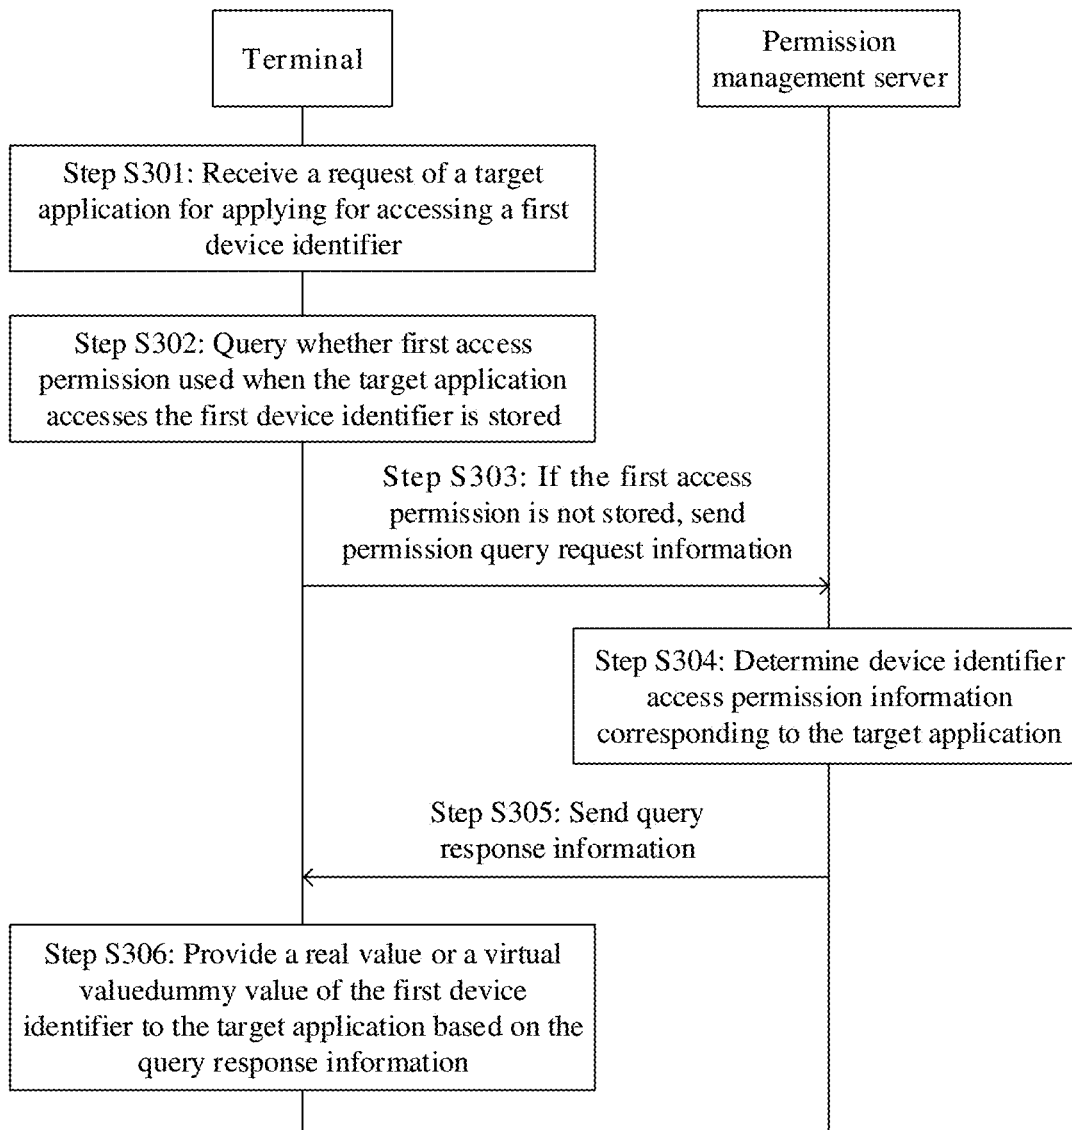 Terminal
Permission
management server
Step S301: Receive a request of a target
application for applying for accessing a first
device identifier
Step S302: Query whether first access
permission used when the target application
accesses the first device identifier is stored
Step S303: If the first access
permission is not stored, send
permission query request information
Step S304: Determine device identifier
access permission information
corresponding to the target application
Step S305: Send query
response information
Step S306: Provide a real value or a virtual
valuedummy value of the first device
identifier to the target application based on the
query response information